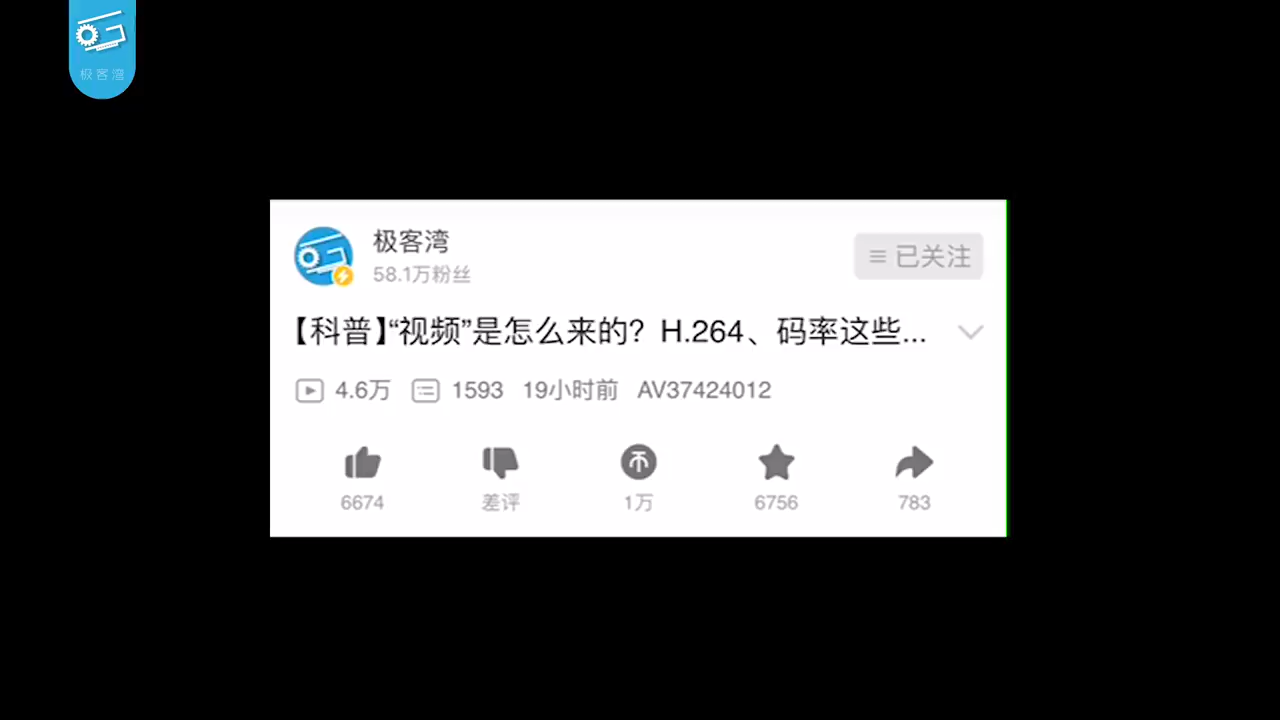 极客湾
极客湾
58.1万粉丝
已关注
【科普】“视频”是怎么来的？H.264、码率这些...
4.6万 1593 19小时前 AV37424012
6674 差评 1万 6756 783